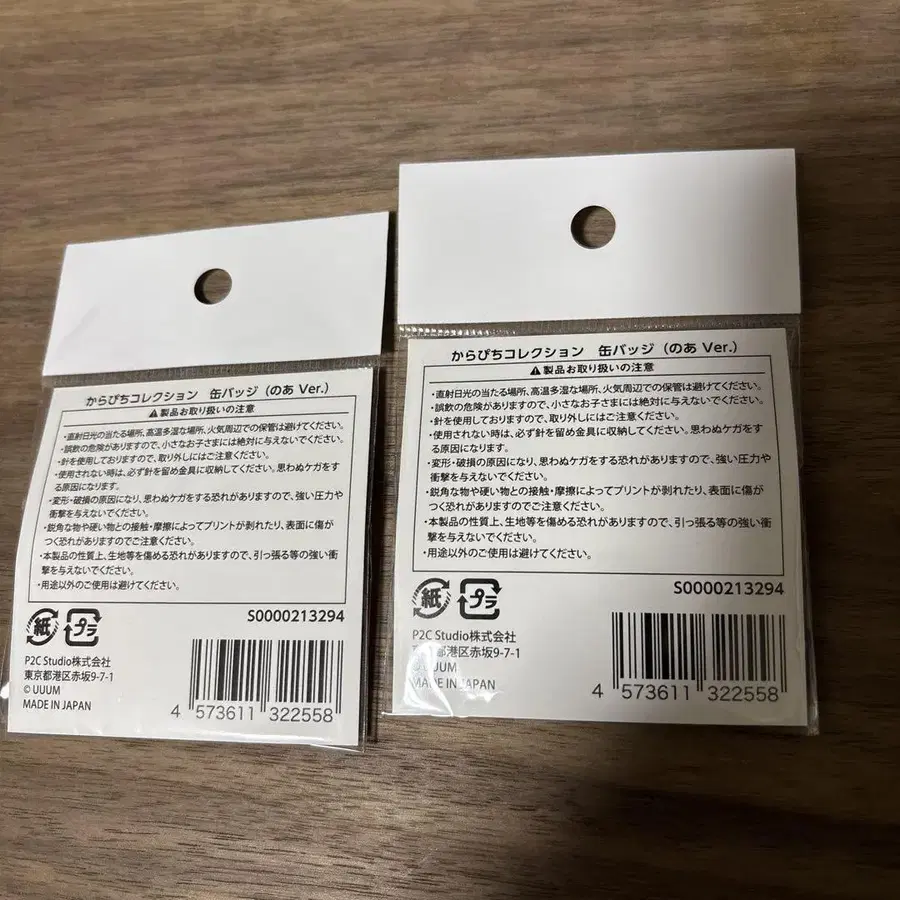 からぴちコレクション 缶バッジ（のあ Ver.）
⚠製品お取り扱いの注意
・直射日光の当たる場所、高温多湿な場所、火気周辺での保管は避けてください。
・誤飲の危険がありますので、小さなお子さまには絶対に与えないでください。
・針を使用しておりますので、取り外しにはご注意ください。
・使用されない時は、必ず針を留め金具に収納してください。思わぬケガをす
る原因になります。
・変形・破損の原因になり、思わぬケガをする恐れがありますので、強い圧力や
衝撃を与えないでください。
・鋭角な物や硬い物との接触・摩擦によってプリントが剥れたり、表面に傷が
つく恐れがありますのでご注意ください。
・本製品の性質上、生地等を傷める恐れがありますので、引っ張る等の強い衝
撃を与えないでください。
・用途以外のご使用は避けてください。
紙 プラ
S0000213294
P2C Studio株式会社
東京都港区赤坂9-7-1
© UUUM
MADE IN JAPAN
4 573611 322558
からぴちコレクション 缶バッジ（のあ Ver.）
⚠製品お取り扱いの注意
・直射日光の当たる場所、高温多湿な場所、火気周辺での保管は避けてください。
・誤飲の危険がありますので、小さなお子さまには絶対に与えないでください。
・針を使用しておりますので、取り外しにはご注意ください。
・使用されない時は、必ず針を留め金具に収納してください。思わぬケガをす
る原因になります。
・変形・破損の原因になり、思わぬケガをする恐れがありますので、強い圧力や
衝撃を与えないでください。
・鋭角な物や硬い物との接触・摩擦によってプリントが剥れたり、表面に傷が
つく恐れがありますのでご注意ください。
・本製品の性質上、生地等を傷める恐れがありますので、引っ張る等の強い衝
撃を与えないでください。
・用途以外のご使用は避けてください。
紙 プラ
S0000213294
P2C Studio株式会社
東京都港区赤坂9-7-1
© UUUM
MADE IN JAPAN
4 573611 322558